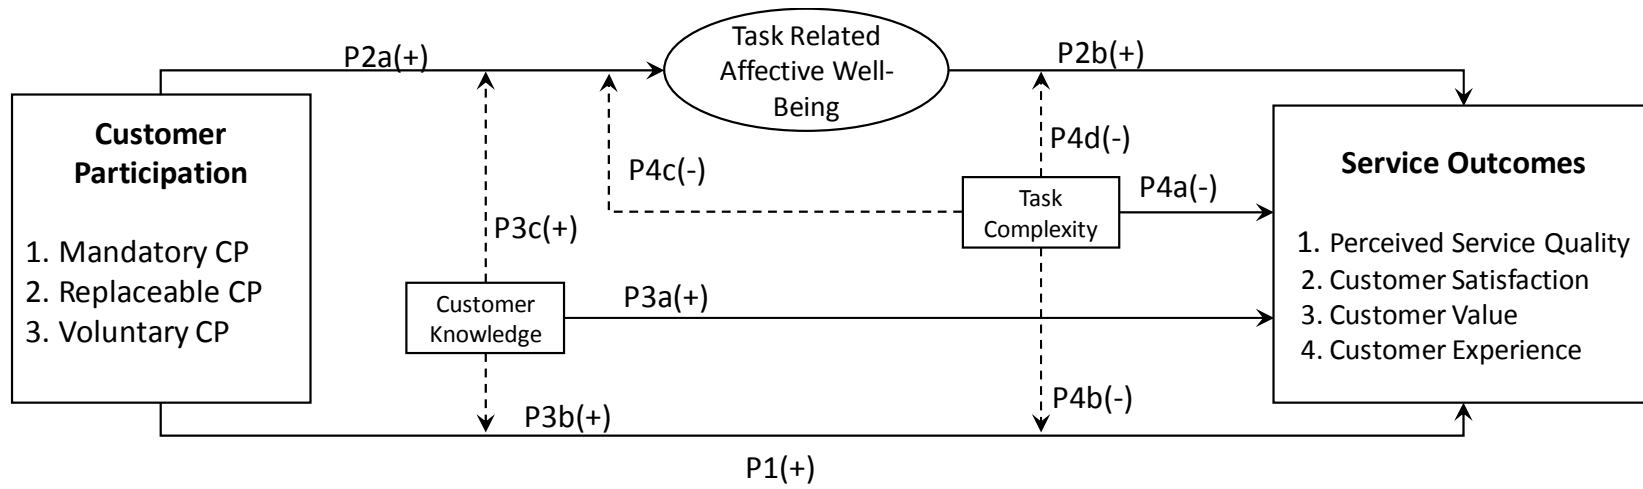 P2a(+)
Task Related
Affective Well-
Being
P2b(+)
Customer
Participation
1. Mandatory CP
2. Replaceable CP
3. Voluntary CP
P3c(+)
P4c(-)
P4d(-)
Task
Complexity
P4a(-)
Customer
Knowledge
P3a(+)
P3b(+)
P4b(-)
P1(+)
Service Outcomes
1. Perceived Service Quality
2. Customer Satisfaction
3. Customer Value
4. Customer Experience